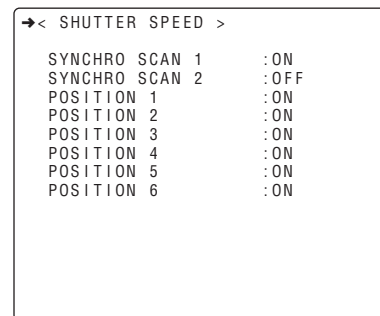 ➔< SHUTTER SPEED >
SYNCHRO SCAN 1 :ON
SYNCHRO SCAN 2 :OFF
POSITION 1 :ON
POSITION 2 :ON
POSITION 3 :ON
POSITION 4 :ON
POSITION 5 :ON
POSITION 6 :ON